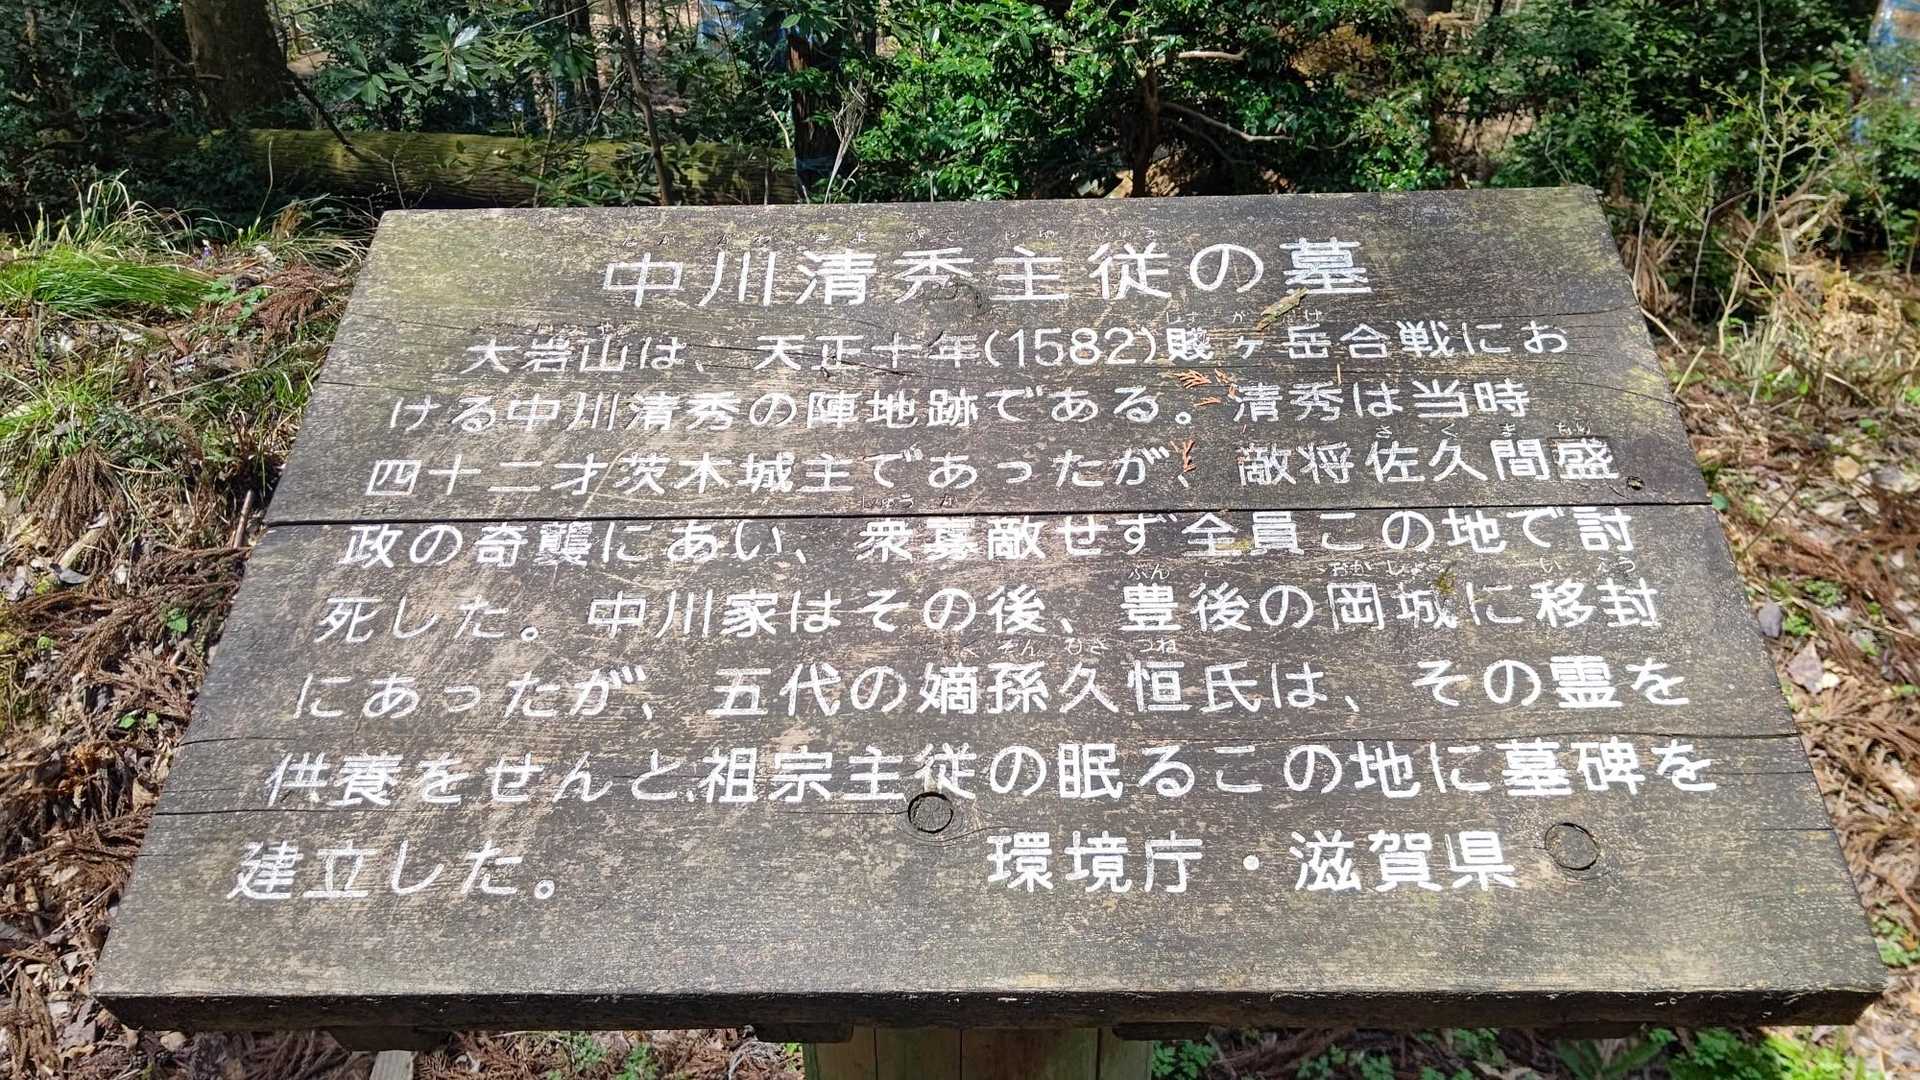 中川清秀主従の墓
大岩山は、天正十年(1582)賤ヶ岳合戦にお
ける中川清秀の陣地跡である。清秀は当時
四十二才茨木城主であったが、敵将佐久間盛
政の奇襲にあい、衆寡敵せず全員この地で討
死した。中川家はその後、豊後の岡城に移封
にあったが、五代の嫡孫久恒氏は、その霊を
供養をせんと祖宗主従の眠るこの地に墓碑を
建立した。 環境庁・滋賀県